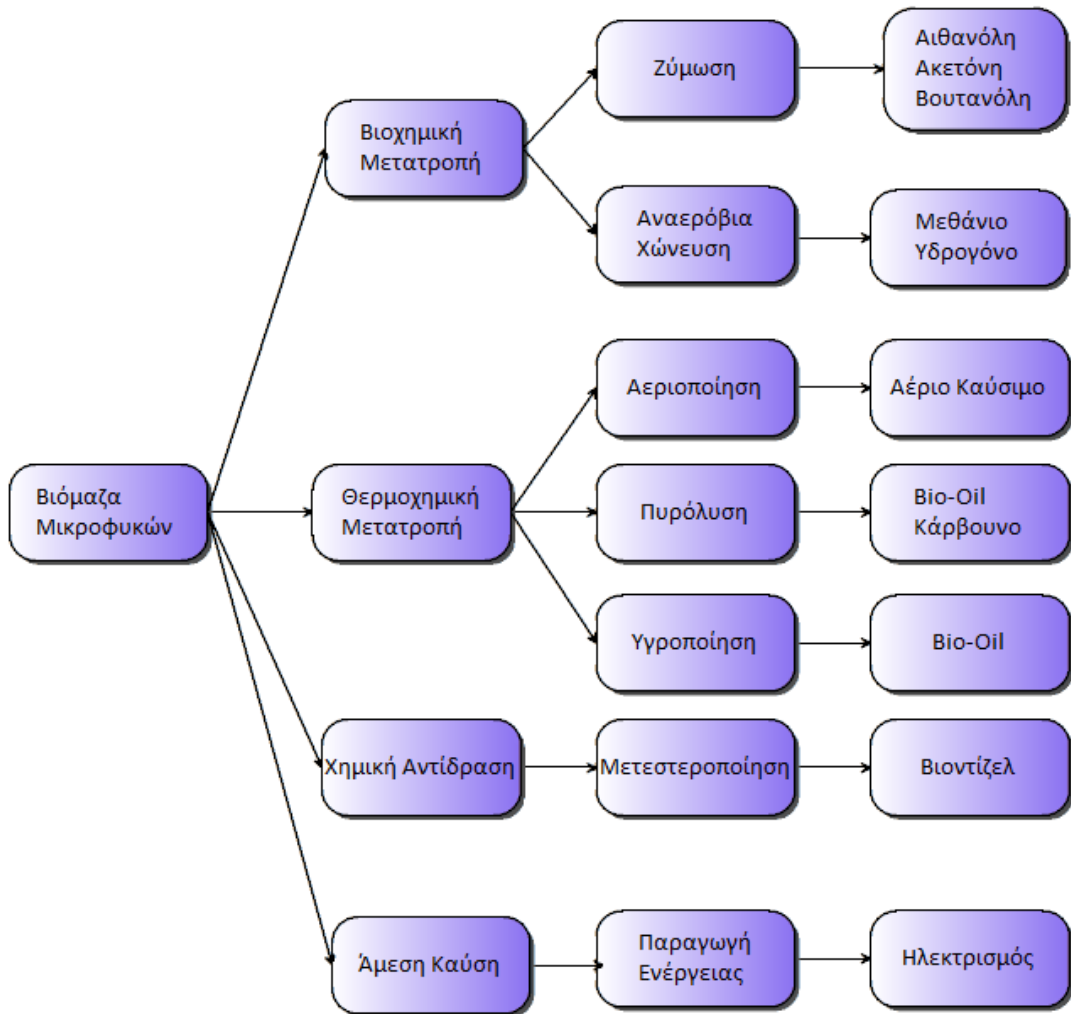 Βιόμαζα
Μικροφυκών
Βιοχημική
Μετατροπή
Ζύμωση
Αιθανόλη
Ακετόνη
Βουτανόλη
Αναερόβια
Χώνευση
Μεθάνιο
Υδρογόνο
Θερμοχημική
Μετατροπή
Αεριοποίηση
Αέριο Καύσιμο
Πυρόλυση
Bio-Oil
Κάρβουνο
Υγροποίηση
Bio-Oil
Χημική Αντίδραση
Μετεστεροποίηση
Βιοντίζελ
Άμεση Καύση
Παραγωγή
Ενέργειας
Ηλεκτρισμός